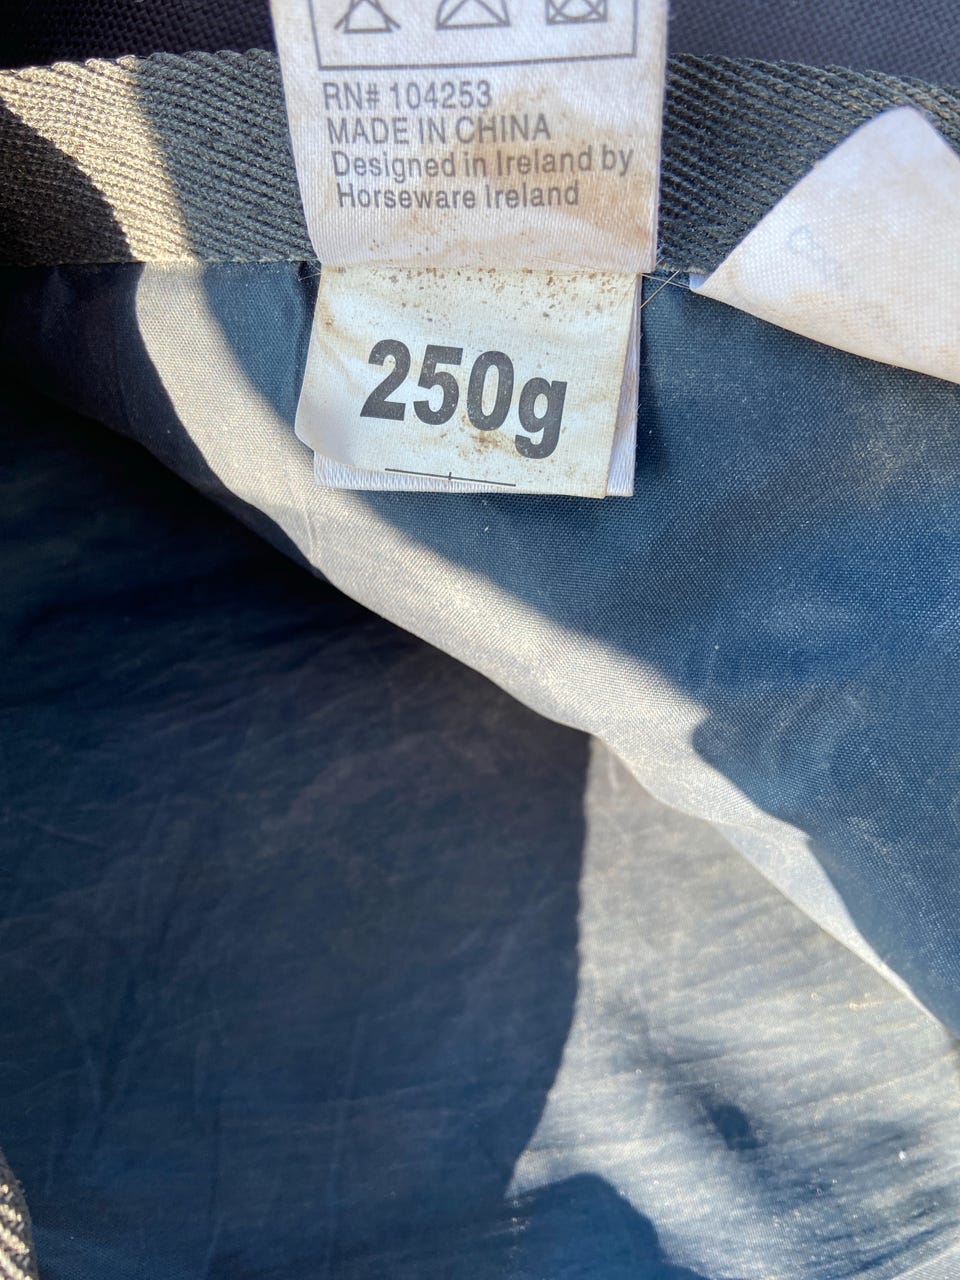 RN# 104253
MADE IN CHINA
Designed in Ireland by
Horseware Ireland
250g